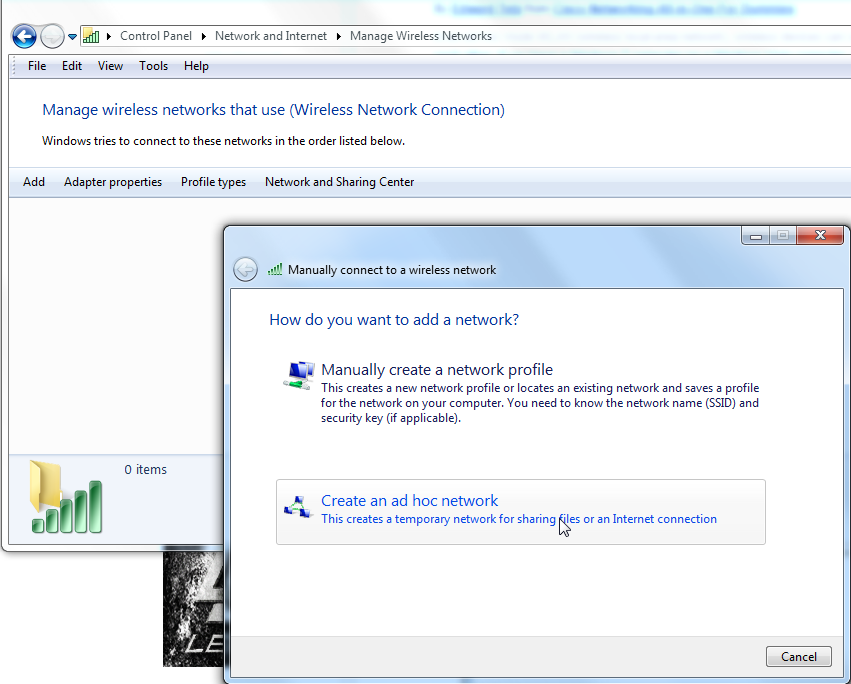 Control Panel Network and Internet Manage Wireless Networks
File Edit View Tools Help
Manage wireless networks that use (Wireless Network Connection)
Windows tries to connect to these networks in the order listed below.
Add Adapter properties Profile types Network and Sharing Center
0 items
Manually connect to a wireless network
How do you want to add a network?
Manually create a network profile
This creates a new network profile or locates an existing network and saves a profile
for the network on your computer. You need to know the network name (SSID) and
security key (if applicable).
Create an ad hoc network
This creates a temporary network for sharing files or an Internet connection
Cancel
LE